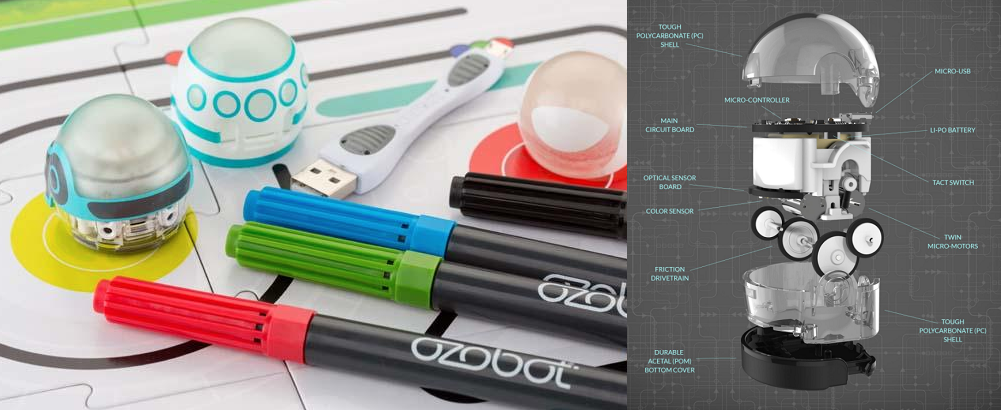 ozobot
TOUGH
POLYCARBONATE (PC)
SHELL
MICRO-USB
MICRO-CONTROLLER
MAIN
CIRCUIT BOARD
LI-PO BATTERY
OPTICAL SENSOR
BOARD
TACT SWITCH
COLOR SENSOR
TWIN
MICRO-MOTORS
FRICTION
DRIVETRAIN
TOUGH
POLYCARBONATE (PC)
SHELL
DURABLE
ACETAL (POM)
BOTTOM COVER